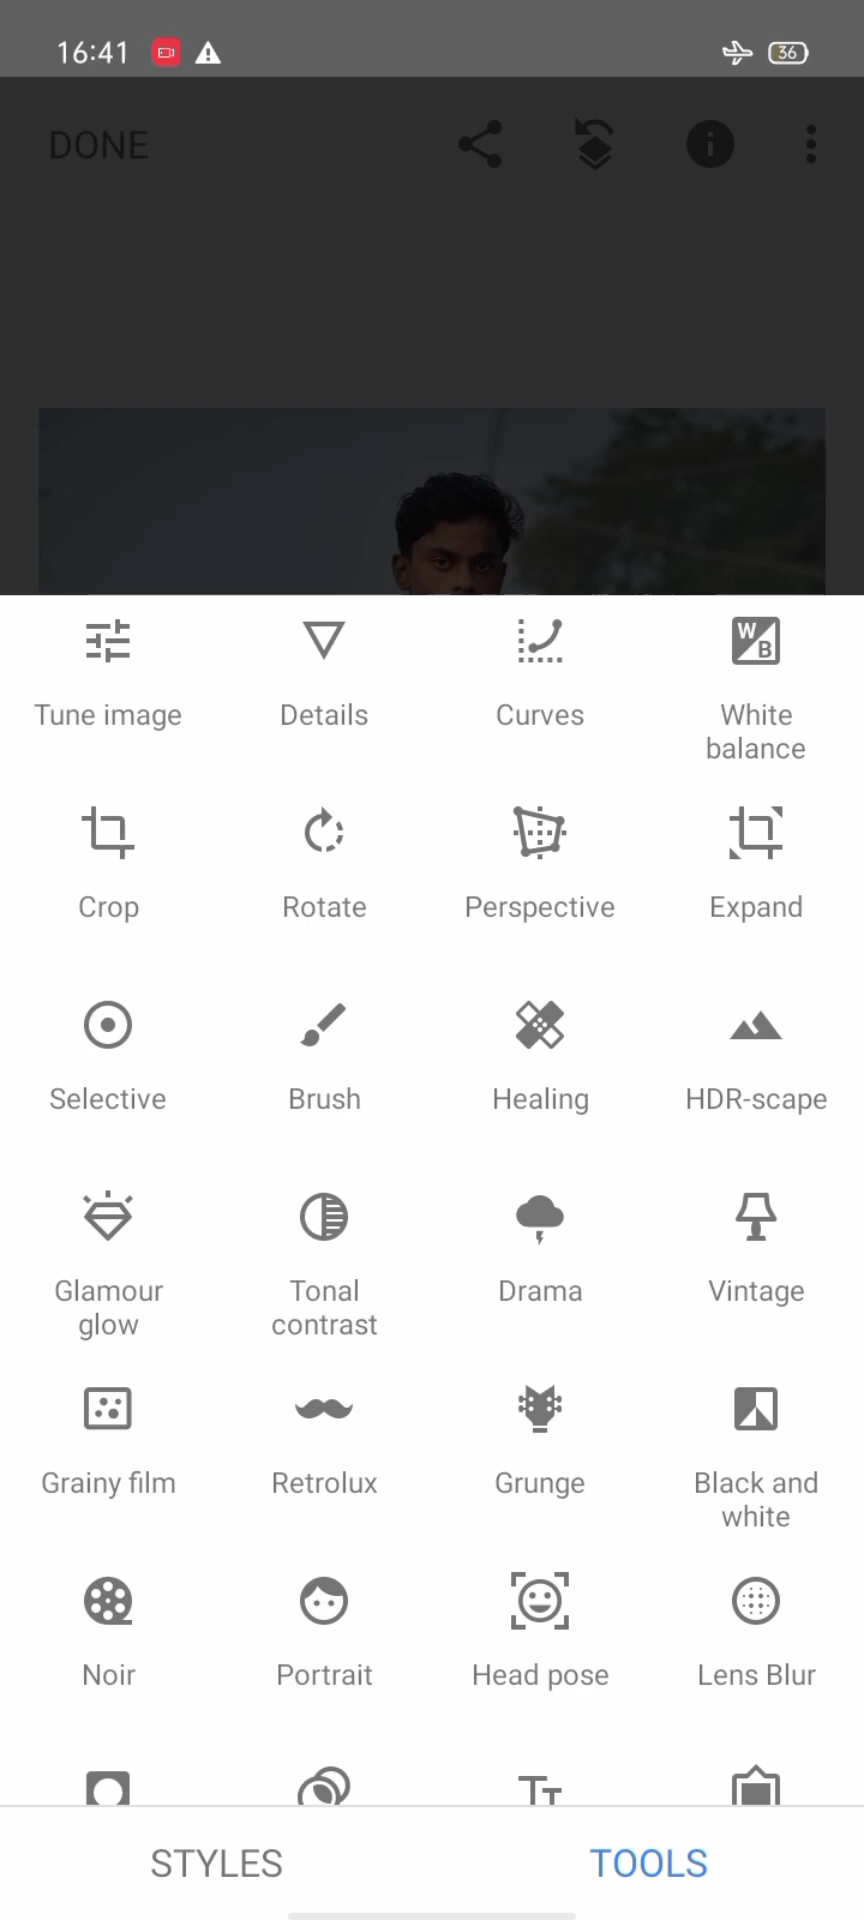 16:41
36
DONE
Tune image
Details
Curves
White
balance
Crop
Rotate
Perspective
Expand
Selective
Brush
Healing
HDR-scape
Glamour
glow
Tonal
contrast
Drama
Vintage
Grainy film
Retrolux
Grunge
Black and
white
Noir
Portrait
Head pose
Lens Blur
STYLES
TOOLS